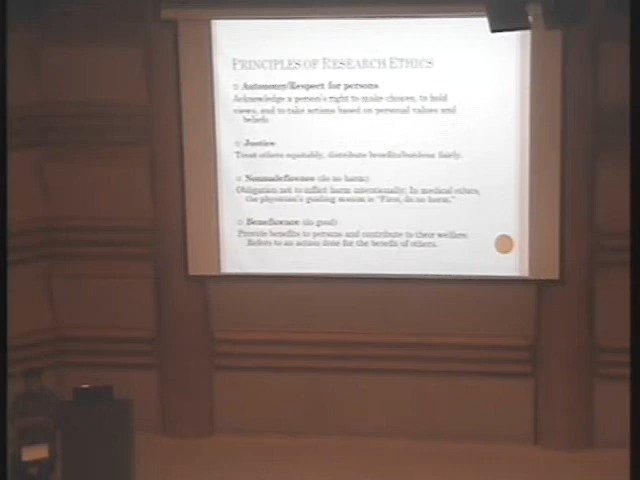 PRINCIPLES OF RESEARCH ETHICS
Autonomy/Respect for persons
Acknowledge a person's right to make choices, to hold
views, and to take actions based on personal values and
beliefs
Justice
Treat others equitably, distribute benefits/burdens fairly.
Nonmaleficence (do no harm)
Obligation not to inflict harm intentionally; In medical ethics,
the physician's guiding maxim is "First, do no harm."
Beneficence (do good)
Provide benefits to persons and contribute to their welfare.
Refers to an action done for the benefit of others.